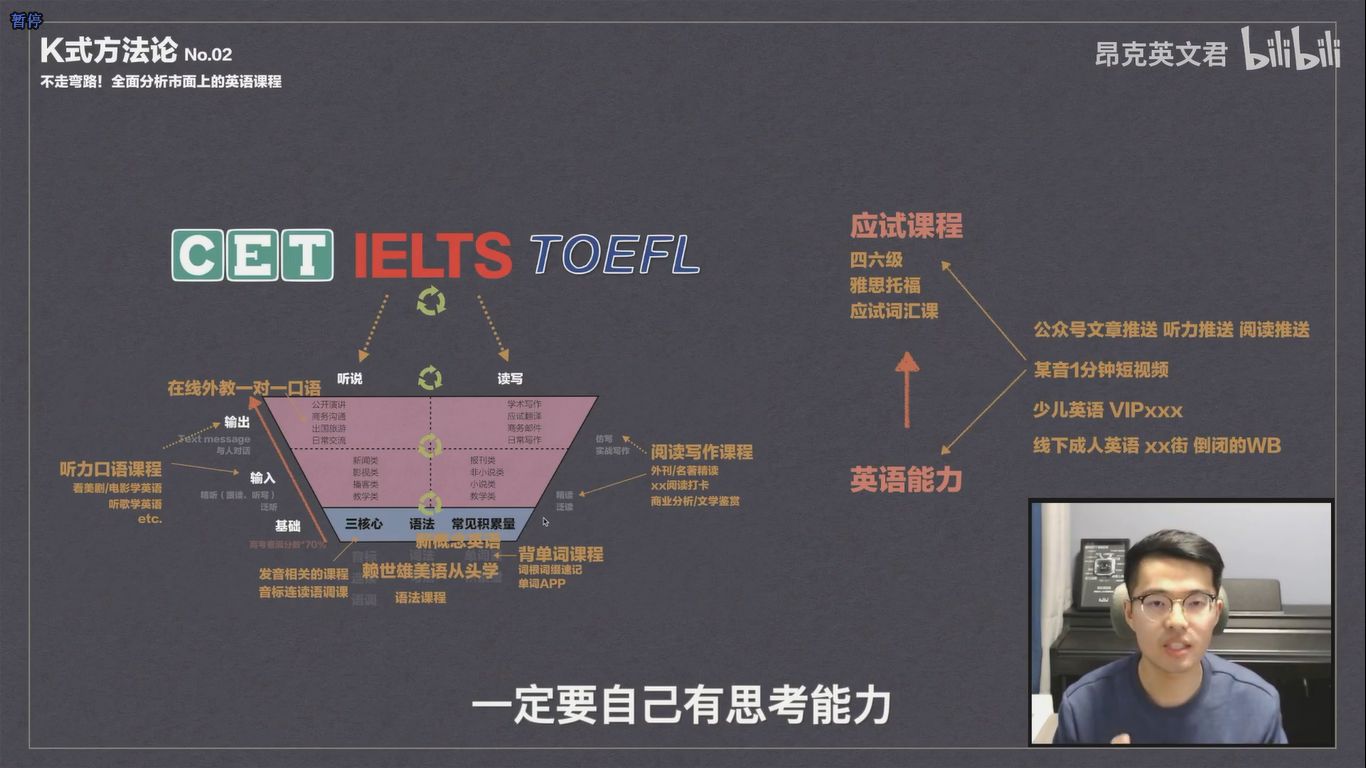 暂停
K式方法论 No.02
不走弯路！全面分析市面上的英语课程
昂克英文君 bilibili
CET IELTS TOEFL
听说
读写
在线外教一对一口语
公开演讲
商务沟通
出国旅游
日常交流
学术写作
应试翻译
商务邮件
日常写作
输出
Text message
与人对话
仿写
实战写作
听力口语课程
看美剧/电影学英语
听歌学英语
etc.
输入
精听（跟读、听写）
泛听
新闻类
影视类
播客类
教学类
报刊类
非小说类
小说类
教学类
精读
泛读
阅读写作课程
外刊/名著精读
xx阅读打卡
商业分析/文学鉴赏
基础
高考卷面分数*70%
三核心
语法
常见积累量
新概念英语
音标
语法
单词
背单词课程
词根词缀速记
单词APP
发音相关的课程
音标连读语调课
赖世雄美语从头学
语调
语法课程
应试课程
四六级
雅思托福
应试词汇课
英语能力
公众号文章推送 听力推送 阅读推送
某音1分钟短视频
少儿英语 VIPxxx
线下成人英语 xx街 倒闭的WB
一定要自己有思考能力